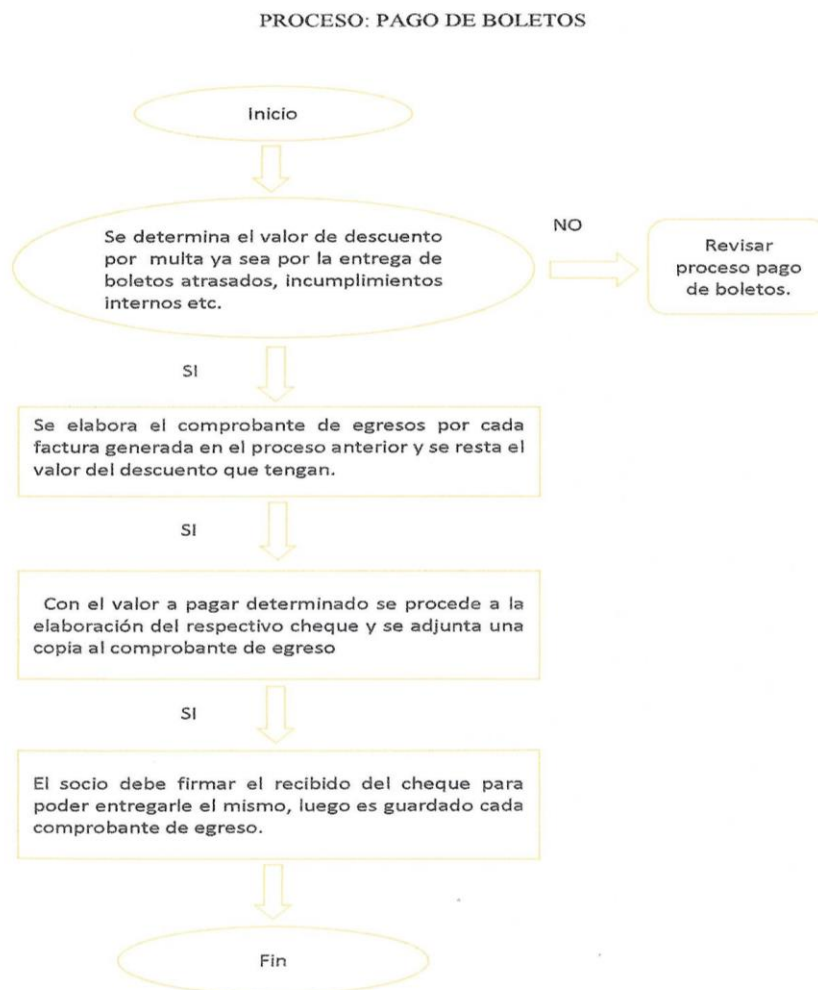 PROCESO: PAGO DE BOLETOS
Inicio
Se determina el valor de descuento
por multa ya sea por la entrega de
boletos atrasados, incumplimientos
internos etc.
NO
Revisar
proceso pago
de boletos.
SI
Se elabora el comprobante de egresos por cada
factura generada en el proceso anterior y se resta el
valor del descuento que tengan.
SI
Con el valor a pagar determinado se procede a la
elaboración del respectivo cheque y se adjunta una
copia al comprobante de egreso
SI
El socio debe firmar el recibido del cheque para
poder entregarle el mismo, luego es guardado cada
comprobante de egreso.
Fin